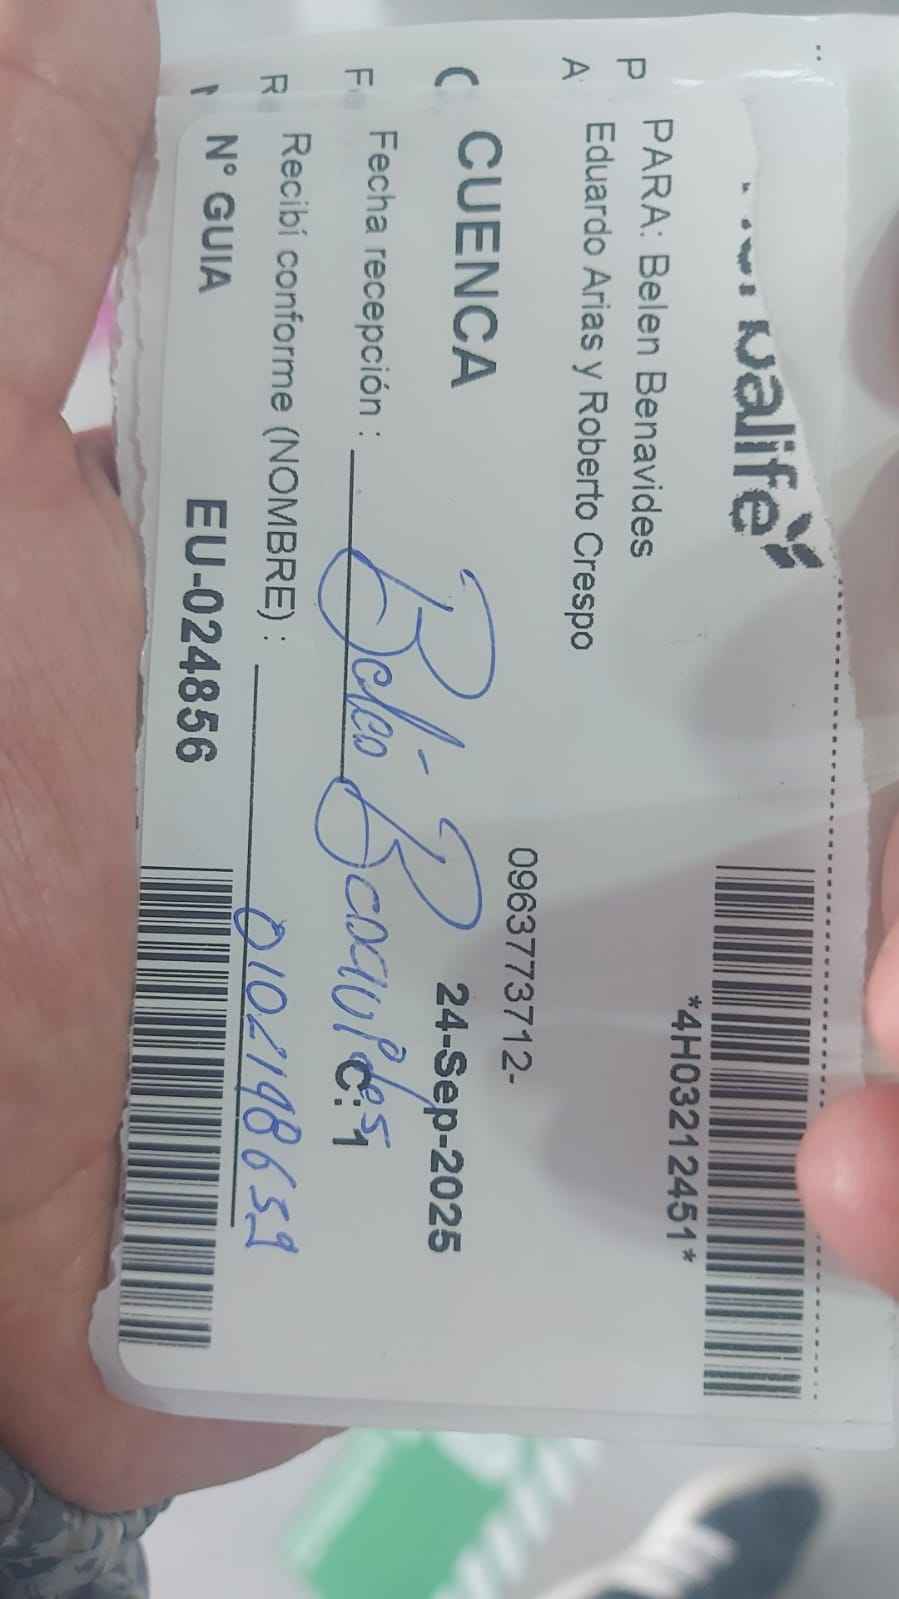 balife
*4H03212451*
PARA: Belen Benavides
P
Eduardo Arias y Roberto Crespo
A
0963773712-
CUENCA
24-Sep-2025
Fecha recepción :
F
C: 1
Recibí conforme (NOMBRE) :
R
N° GUIA EU-024856